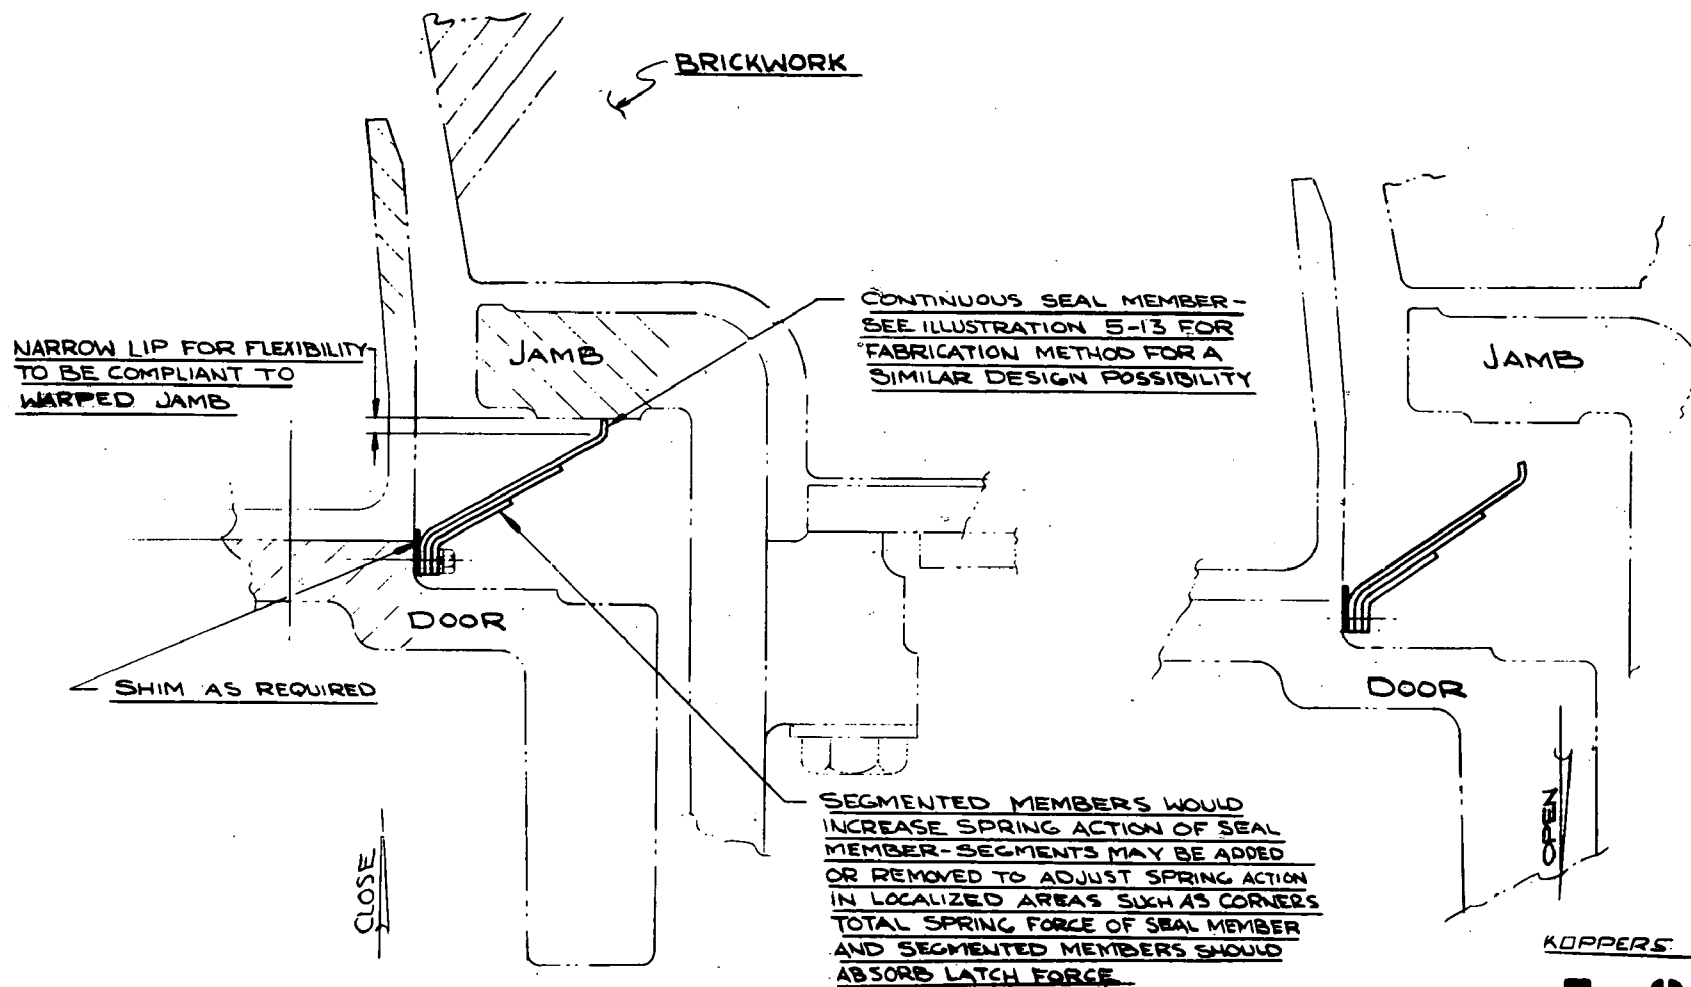 BRICKWORK
NARROW LIP FOR FLEXIBILITY
TO BE COMPLIANT TO
WARPED JAMB
JAMB
CONTINUOUS SEAL MEMBER-
SEE ILLUSTRATION 5-13 FOR
FABRICATION METHOD FOR A
SIMILAR DESIGN POSSIBILITY
JAMB
DOOR
SHIM AS REQUIRED
DOOR
CLOSE
SEGMENTED MEMBERS WOULD
INCREASE SPRING ACTION OF SEAL
MEMBER-SEGMENTS MAY BE ADDED
OR REMOVED TO ADJUST SPRING ACTION
IN LOCALIZED AREAS SUCH AS CORNERS
TOTAL SPRING FORCE OF SEAL MEMBER
AND SEGMENTED MEMBERS SHOULD
ABSORB LATCH FORCE
OPEN
KOPPERS